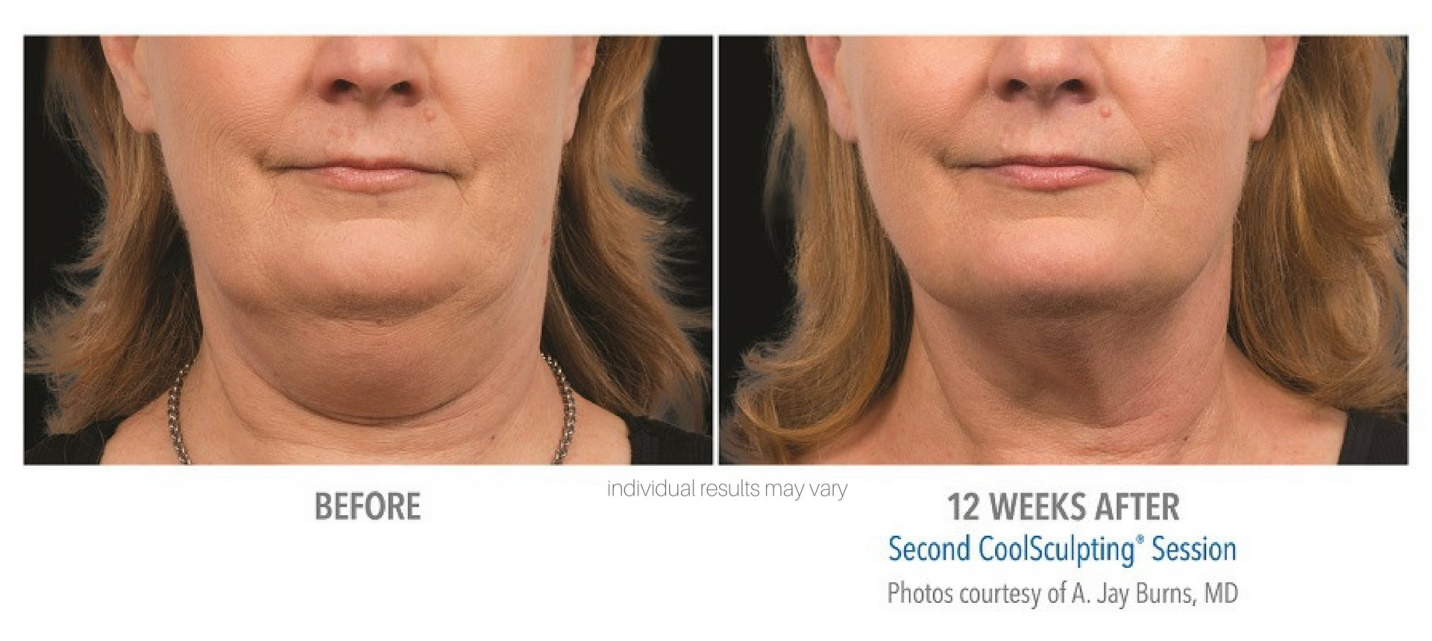 BEFORE
individual results may vary
12 WEEKS AFTER
Second CoolSculpting® Session
Photos courtesy of A. Jay Burns, MD